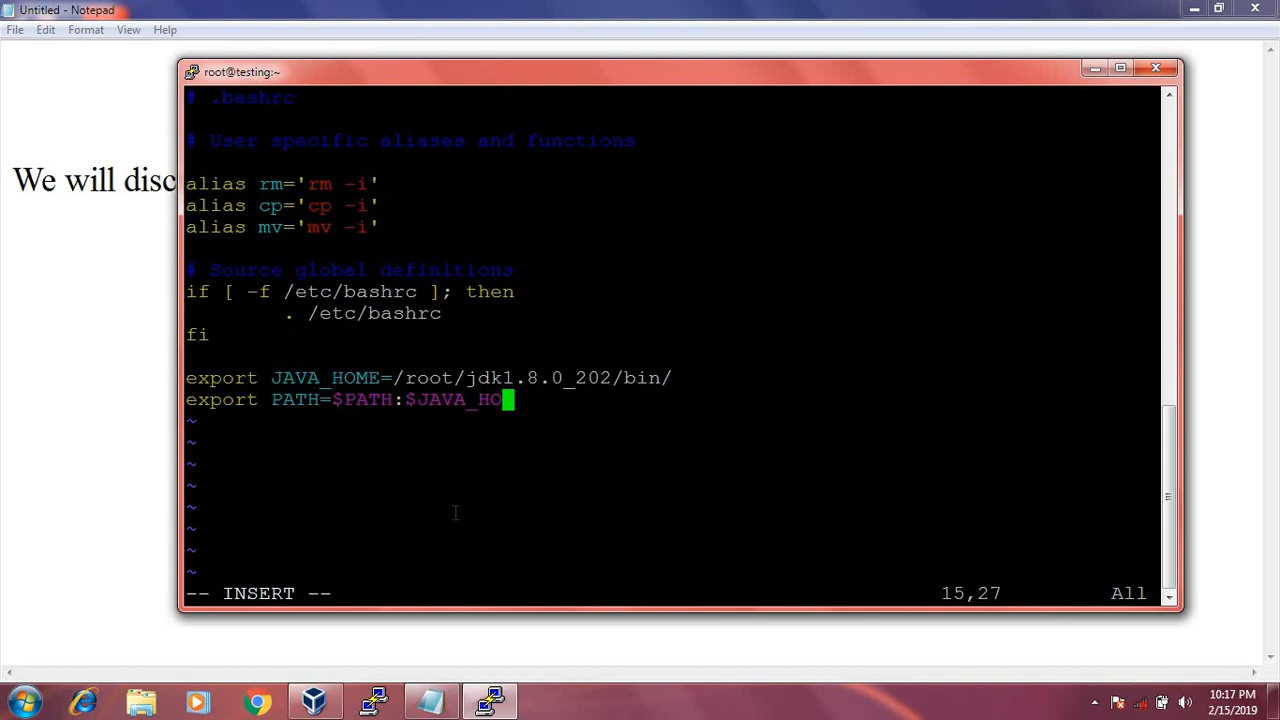 Untitled - Notepad
File Edit Format View Help
We will disc
root@testing:~
# .bashrc
# User specific aliases and functions
alias rm='rm -i'
alias cp='cp -i'
alias mv='mv -i'
# Source global definitions
if [ -f /etc/bashrc ]; then
. /etc/bashrc
fi
export JAVA_HOME=/root/jdk1.8.0_202/bin/
export PATH=$PATH:$JAVA_HO
~
~
~
~
~
~
~
~
-- INSERT -- 15,27 All
10:17 PM
2/15/2019